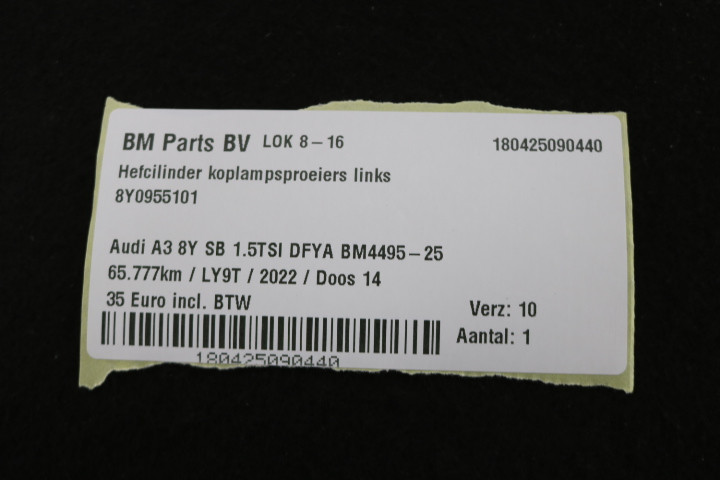 BM Parts BV LOK 8-16 180425090440
Hefcilinder koplampsproeiers links
8Y0955101
Audi A3 8Y SB 1.5TSI DFYA BM4495-25
65.777km / LY9T / 2022 / Doos 14
35 Euro incl. BTW
Verz: 10
Aantal: 1
180425090440